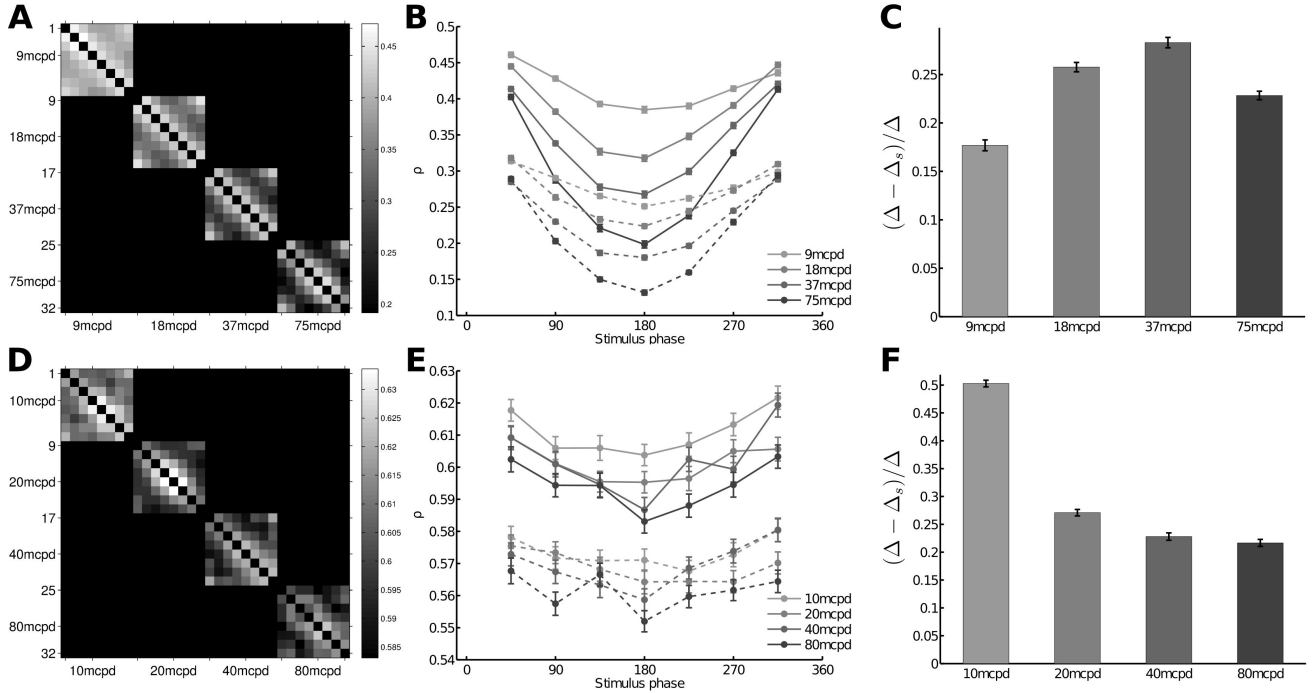 A
1
9mcpd
9
18mcpd
17
37mcpd
25
75mcpd
32
9mcpd 18mcpd 37mcpd 75mcpd
0.45
0.4
0.35
0.3
0.25
0.2
B
0.5
0.45
0.4
0.35
0.3
0.25
0.2
0.15
0.1
ρ
0 90 180 270 360
Stimulus phase
9mcpd
18mcpd
37mcpd
75mcpd
C
0.25
0.2
0.15
0.1
0.05
0
(Δ − Δs)/Δ
9mcpd 18mcpd 37mcpd 75mcpd
D
1
10mcpd
9
20mcpd
17
40mcpd
25
80mcpd
32
10mcpd 20mcpd 40mcpd 80mcpd
0.63
0.625
0.62
0.615
0.61
0.605
0.6
0.595
0.59
0.585
E
0.63
0.62
0.61
0.6
0.59
0.58
0.57
0.56
0.55
0.54
ρ
0 90 180 270 360
Stimulus phase
10mcpd
20mcpd
40mcpd
80mcpd
F
0.5
0.45
0.4
0.35
0.3
0.25
0.2
0.15
0.1
0.05
0
(Δ − Δs)/Δ
10mcpd 20mcpd 40mcpd 80mcpd